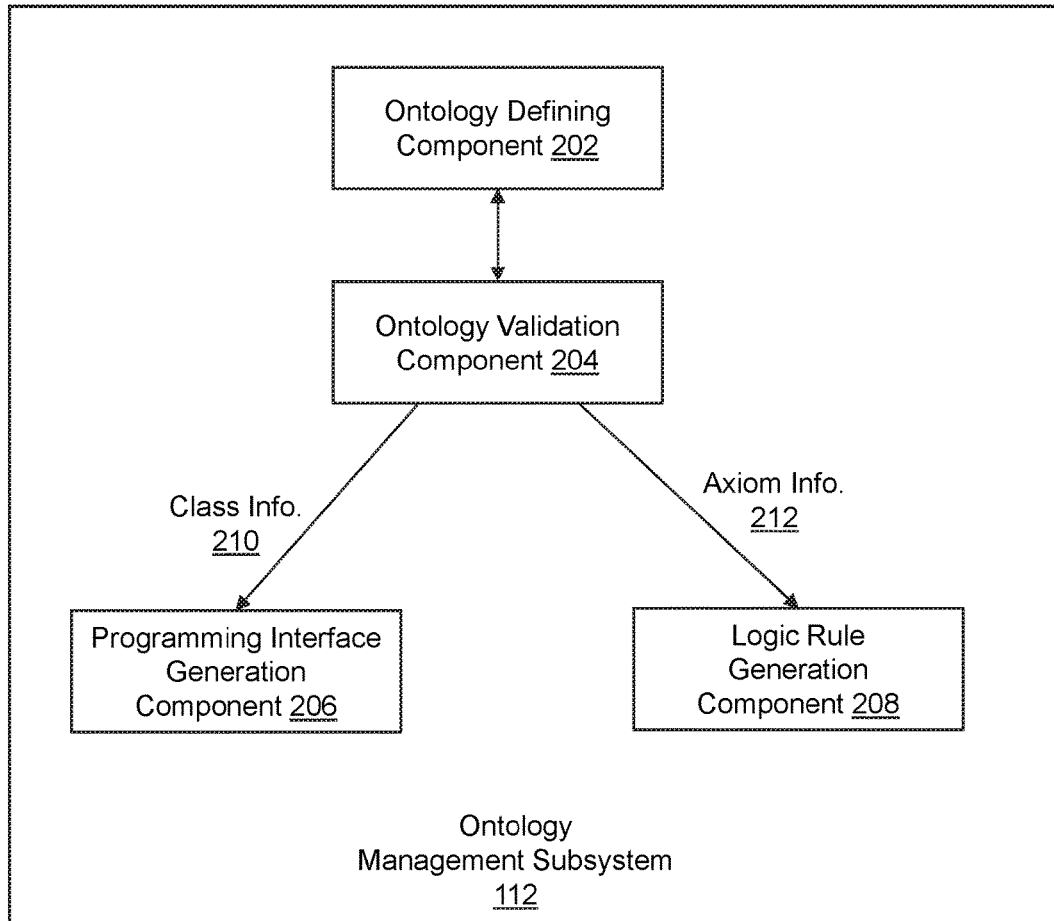 Ontology Defining
Component 202
Ontology Validation
Component 204
Class Info.
210
Axiom Info.
212
Programming Interface
Generation
Component 206
Logic Rule
Generation
Component 208
Ontology
Management Subsystem
112